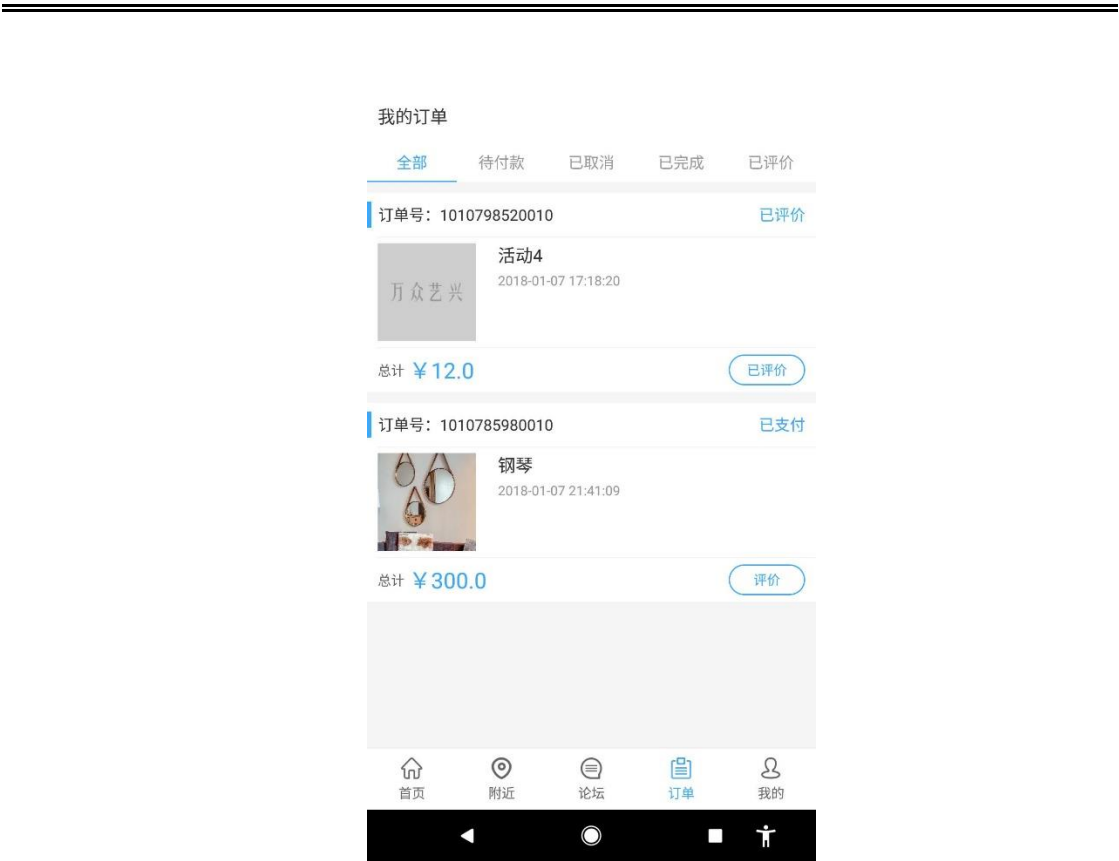 我的订单
全部 待付款 已取消 已完成 已评价
订单号：1010798520010 已评价
万众艺兴
活动4
2018-01-07 17:18:20
总计 ￥12.0 已评价
订单号：1010785980010 已支付
钢琴
2018-01-07 21:41:09
总计 ￥300.0 评价
首页 附近 论坛 订单 我的